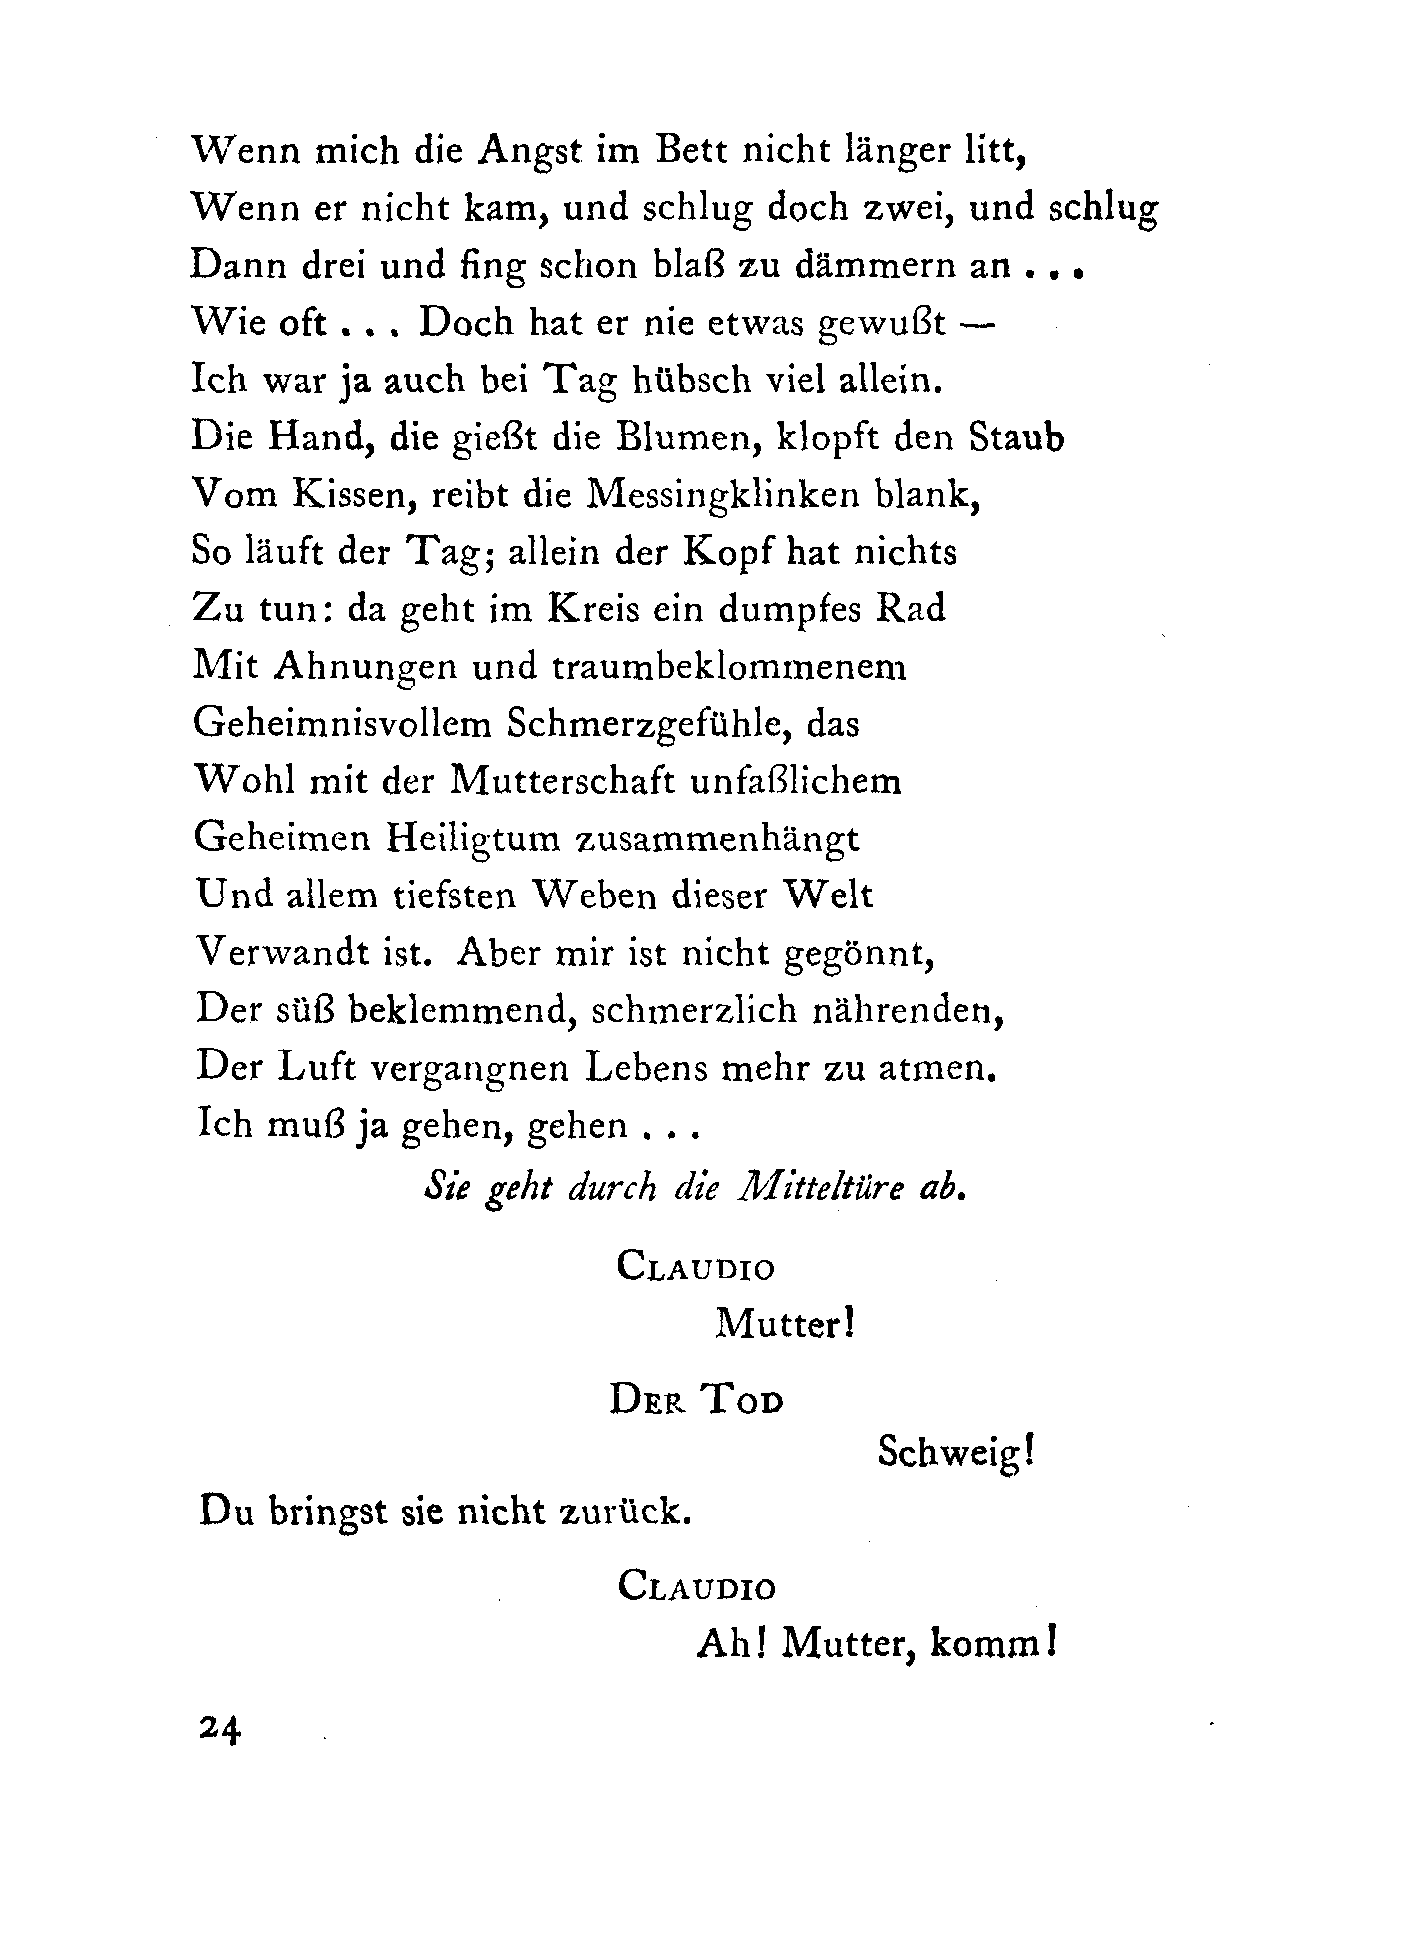 Wenn mich die Angst im Bett nicht länger litt,
Wenn er nicht kam, und schlug doch zwei, und schlug
Dann drei und fing schon blaß zu dämmern an . . .
Wie oft . . . Doch hat er nie etwas gewußt —
Ich war ja auch bei Tag hübsch viel allein.
Die Hand, die gießt die Blumen, klopft den Staub
Vom Kissen, reibt die Messingklinken blank,
So läuft der Tag; allein der Kopf hat nichts
Zu tun: da geht im Kreis ein dumpfes Rad
Mit Ahnungen und traumbeklommenem
Geheimnisvollem Schmerzgefühle, das
Wohl mit der Mutterschaft unfaßlichem
Geheimen Heiligtum zusammenhängt
Und allem tiefsten Weben dieser Welt
Verwandt ist. Aber mir ist nicht gegönnt,
Der süß beklemmend, schmerzlich nährenden,
Der Luft vergangnen Lebens mehr zu atmen.
Ich muß ja gehen, gehen . . .
Sie geht durch die Mitteltüre ab.
CLAUDIO
Mutter!
DER TOD
Schweig!
Du bringst sie nicht zurück.
CLAUDIO
Ah! Mutter, komm!
24